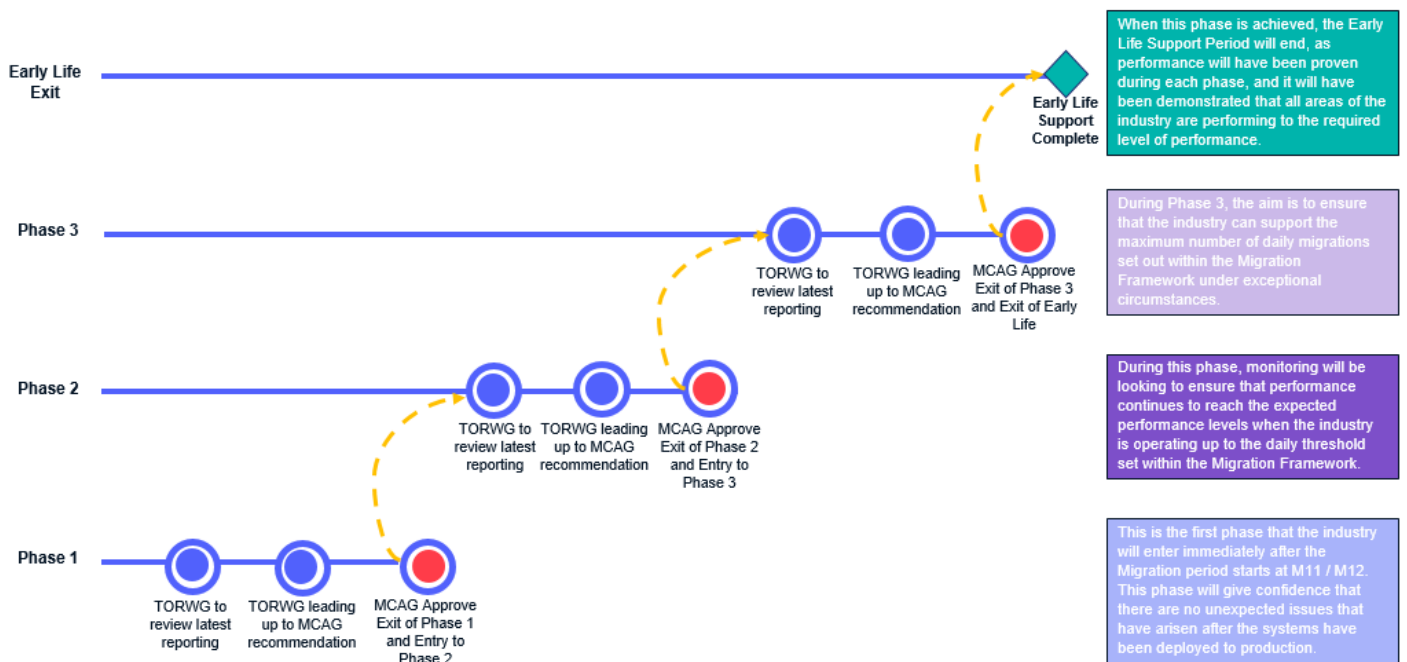 Early Life
Exit
Early Life
Support
Complete
When this phase is achieved, the Early
Life Support Period will end, as
performance will have been proven
during each phase, and it will have
been demonstrated that all areas of the
industry are performing to the required
level of performance.
Phase 3
TORWG to
review latest
reporting
TORWG leading
up to MCAG
recommendation
MCAG Approve
Exit of Phase 3
and Exit of Early
Life
During Phase 3, the aim is to ensure
that the industry can support the
maximum number of daily migrations
set out within the Migration
Framework under exceptional
circumstances.
Phase 2
TORWG to
review latest
reporting
TORWG leading
up to MCAG
recommendation
MCAG Approve
Exit of Phase 2
and Entry to
Phase 3
During this phase, monitoring will be
looking to ensure that performance
continues to reach the expected
performance levels when the industry
is operating up to the daily threshold
set within the Migration Framework.
Phase 1
TORWG to
review latest
reporting
TORWG leading
up to MCAG
recommendation
MCAG Approve
Exit of Phase 1
and Entry to
Phase 2
This is the first phase that the industry
will enter immediately after the
Migration period starts at M11 / M12.
This phase will give confidence that
there are no unexpected issues that
have arisen after the systems have
been deployed to production.